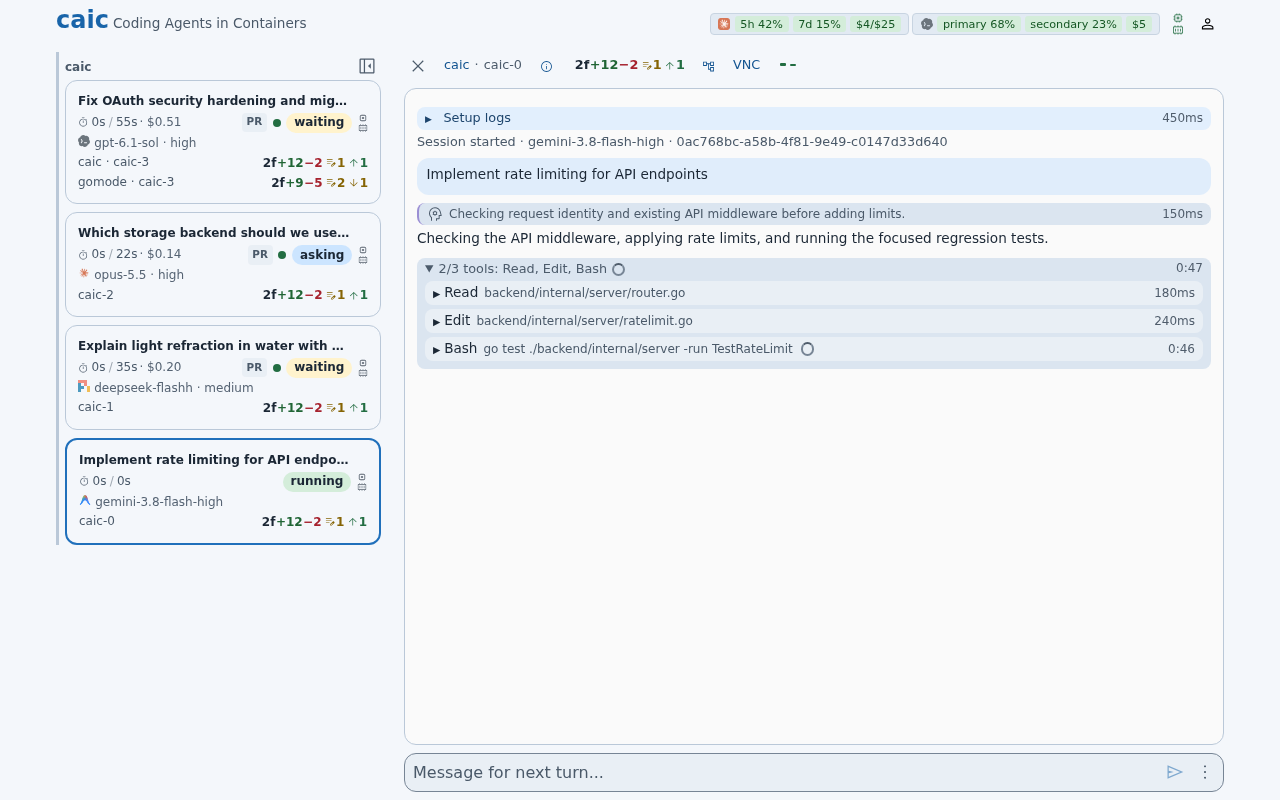 caic Coding Agents in Containers
5h 42% 7d 15% $4/$25 primary 68% secondary 23% $5
caic
Fix OAuth security hardening and mig…
0s / 55s · $0.51 PR waiting
gpt-6.1-sol · high
caic · caic-3 2f+12−2 1 ↑1
gomode · caic-3 2f+9−5 2 ↓1
Which storage backend should we use…
0s / 22s · $0.14 PR asking
opus-5.5 · high
caic-2 2f+12−2 1 ↑1
Explain light refraction in water with …
0s / 35s · $0.20 PR waiting
deepseek-flashh · medium
caic-1 2f+12−2 1 ↑1
Implement rate limiting for API endpo…
0s / 0s running
gemini-3.8-flash-high
caic-0 2f+12−2 1 ↑1
caic · caic-0 2f+12−2 1 ↑1 VNC
▶ Setup logs 450ms
Session started · gemini-3.8-flash-high · 0ac768bc-a58b-4f81-9e49-c0147d33d640
Implement rate limiting for API endpoints
Checking request identity and existing API middleware before adding limits. 150ms
Checking the API middleware, applying rate limits, and running the focused regression tests.
▼ 2/3 tools: Read, Edit, Bash 0:47
▶ Read backend/internal/server/router.go 180ms
▶ Edit backend/internal/server/ratelimit.go 240ms
▶ Bash go test ./backend/internal/server -run TestRateLimit 0:46
Message for next turn...